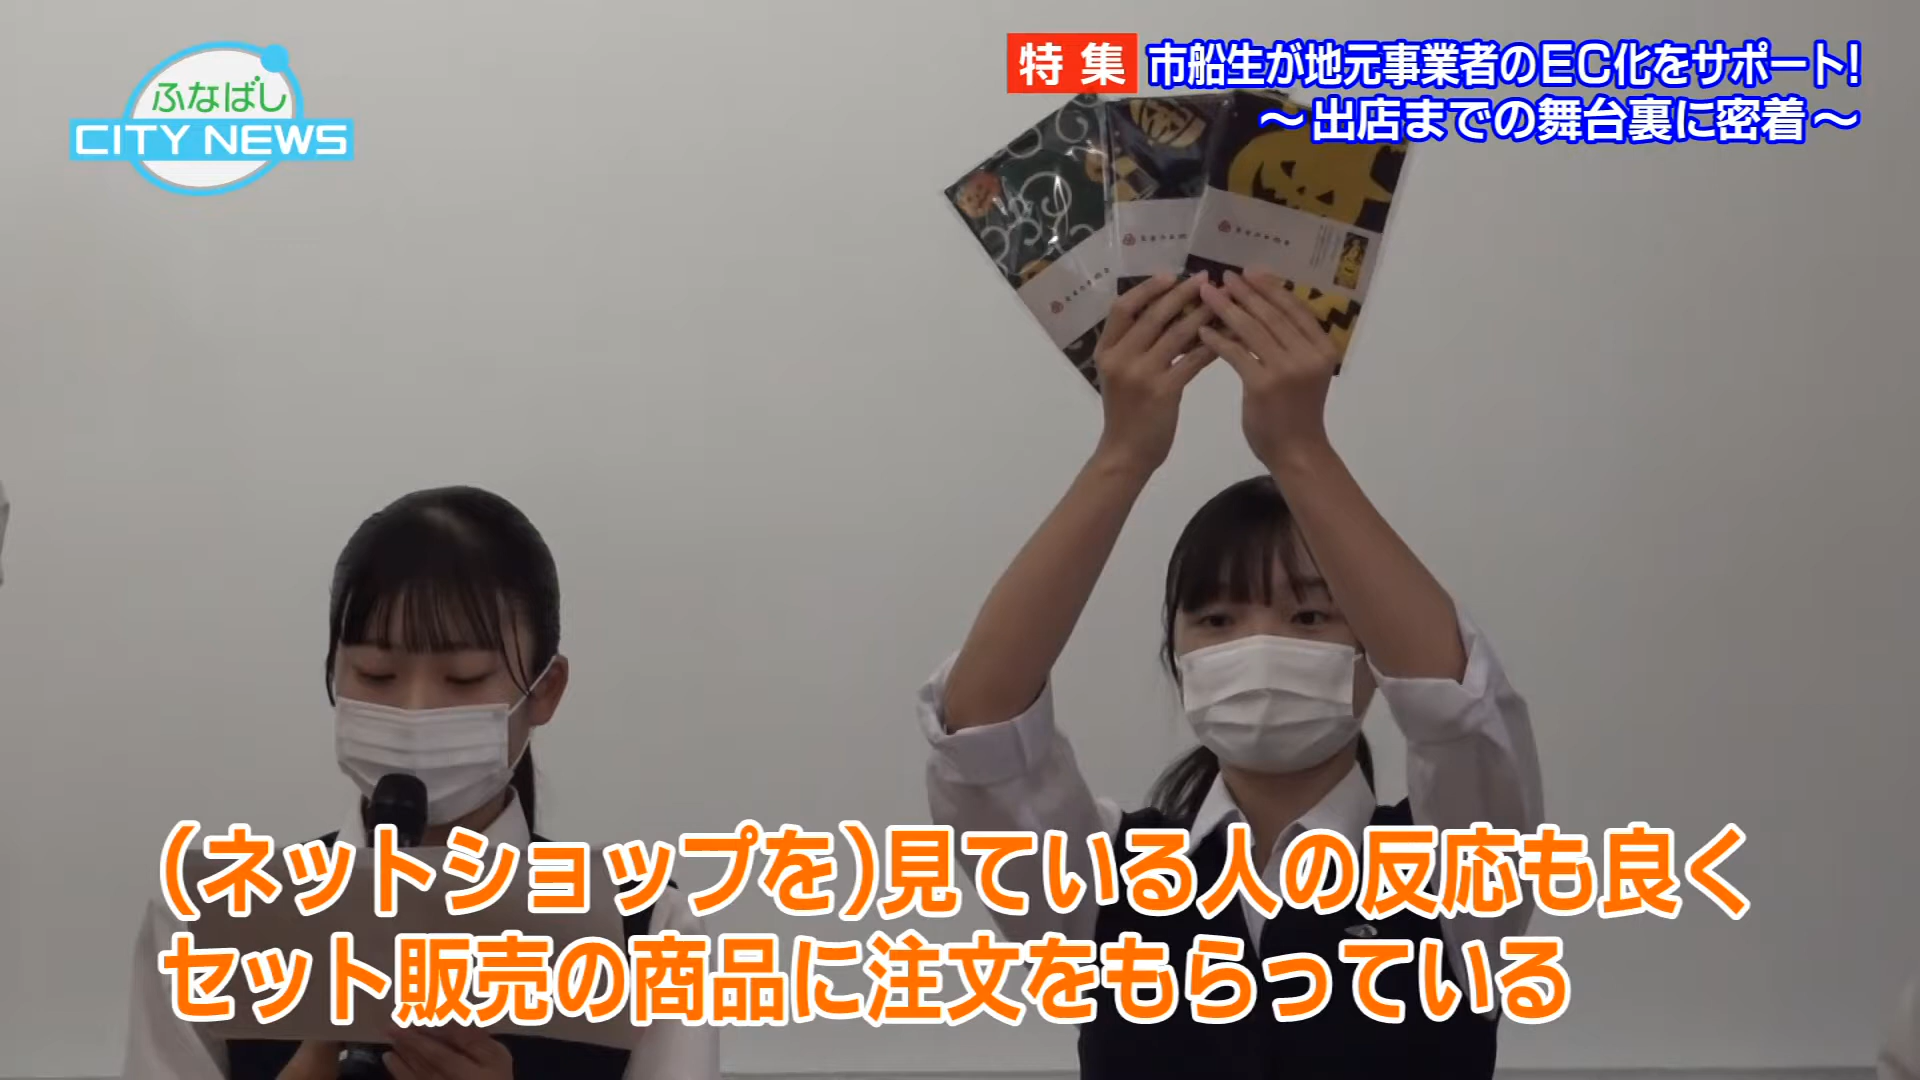 ふなばし
CITY NEWS
特集 市船生が地元事業者のEC化をサポート!
～出店までの舞台裏に密着～
kenema
kenema
kenema
(ネットショップを)見ている人の反応も良く
セット販売の商品に注文をもらっている